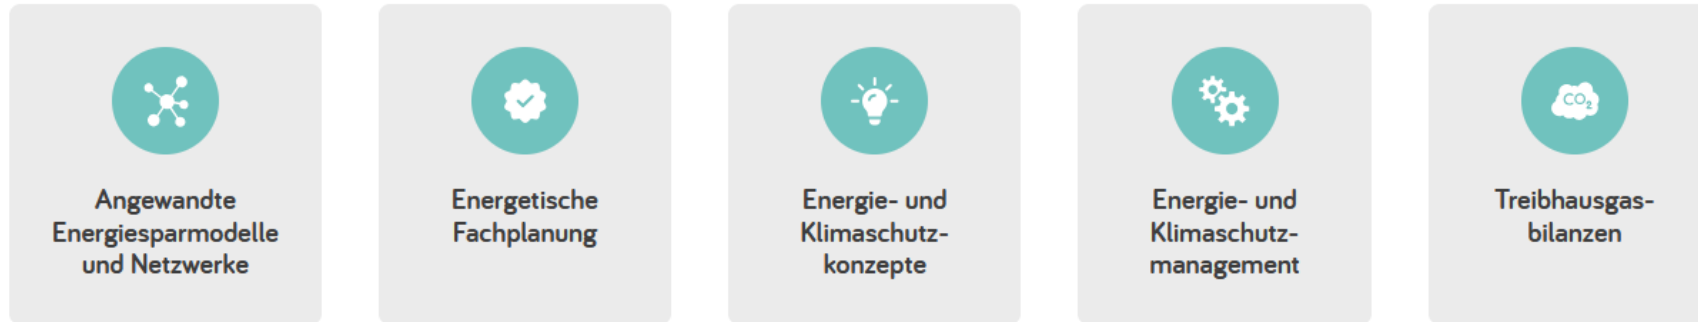 Angewandte
Energiesparmodelle
und Netzwerke
Energetische
Fachplanung
Energie- und
Klimaschutz-
konzepte
Energie- und
Klimaschutz-
management
CO₂
Treibhausgas-
bilanzen